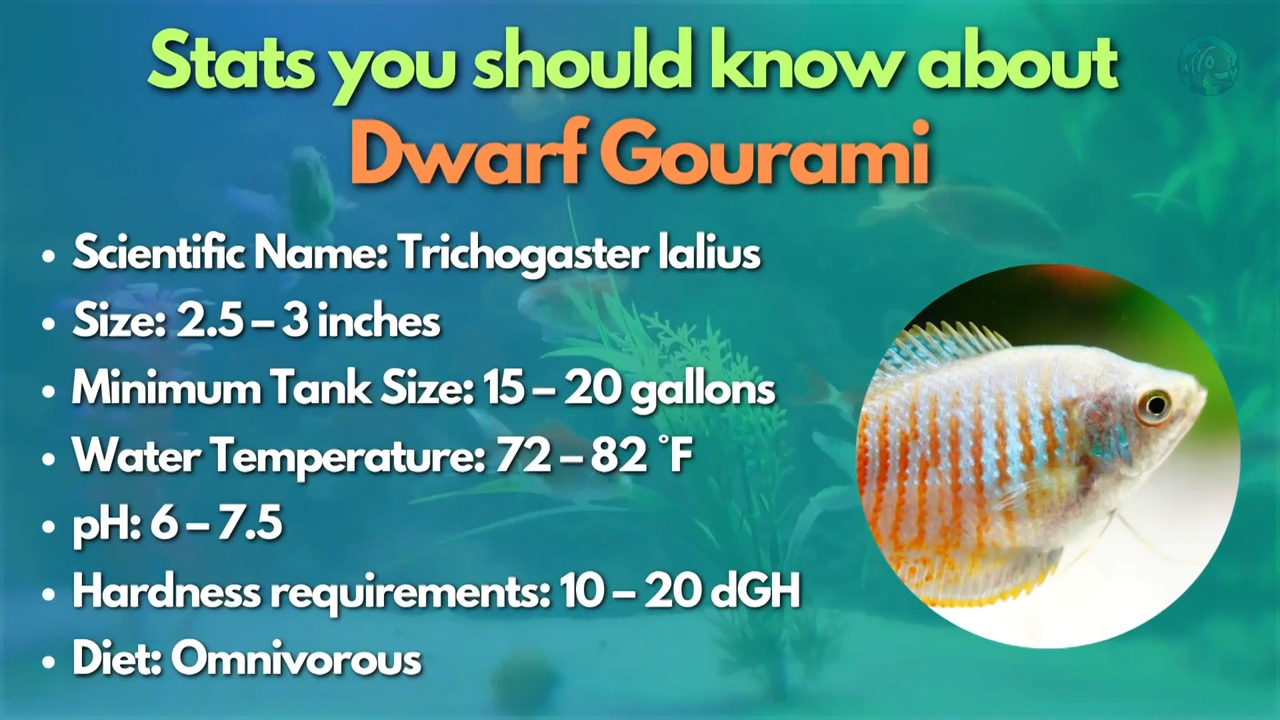 Stats you should know about
Dwarf Gourami
• Scientific Name: Trichogaster lalius
• Size: 2.5 – 3 inches
• Minimum Tank Size: 15 – 20 gallons
• Water Temperature: 72 – 82 °F
• pH: 6 – 7.5
• Hardness requirements: 10 – 20 dGH
• Diet: Omnivorous